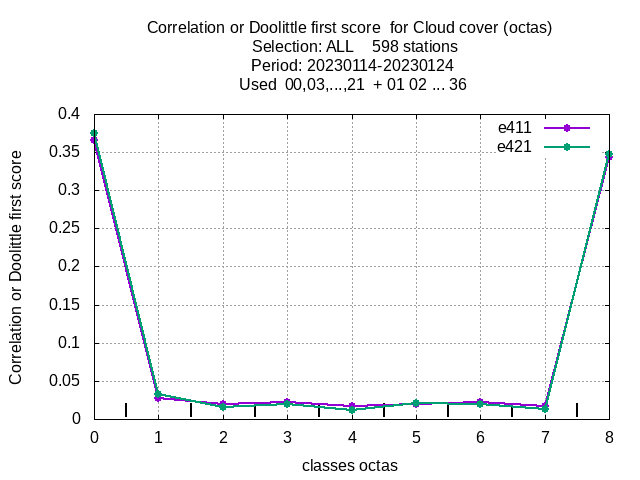 Correlation or Doolittle first score  for Cloud cover (octas)
Selection: ALL    598 stations
Period: 20230114-20230124
Used  00,03,...,21  + 01 02 ... 36
e411
e421
0.4
0.35
0.3
0.25
0.2
0.15
0.1
0.05
0
Correlation or Doolittle first score
0 1 2 3 4 5 6 7 8
classes octas